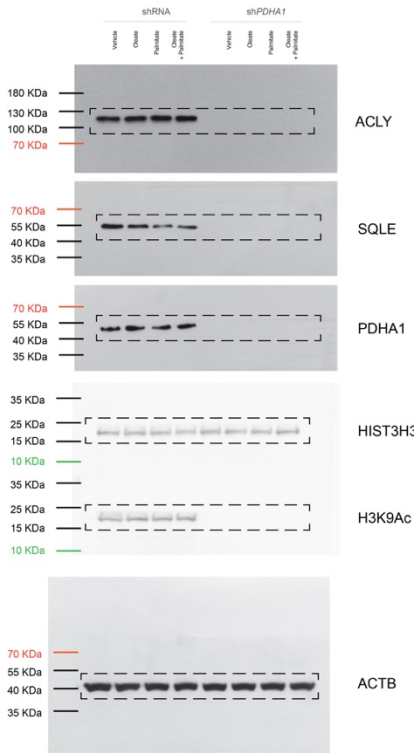 shRNA shPDHA1
Vehicle
Oleate
Palmitate
Oleate
+ Palmitate
Vehicle
Oleate
Palmitate
Oleate
+ Palmitate
180 KDa
130 KDa
100 KDa
70 KDa
ACLY
70 KDa
55 KDa
40 KDa
35 KDa
SQLE
70 KDa
55 KDa
40 KDa
35 KDa
PDHA1
35 KDa
25 KDa
15 KDa
10 KDa
HIST3H3
35 KDa
25 KDa
15 KDa
10 KDa
H3K9Ac
70 KDa
55 KDa
40 KDa
35 KDa
ACTB